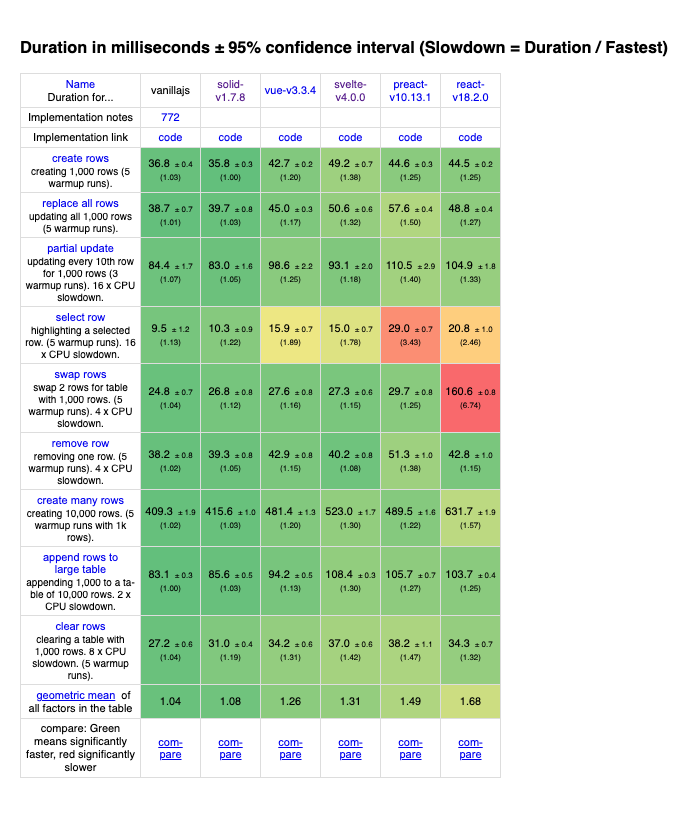 Duration in milliseconds ± 95% confidence interval (Slowdown = Duration / Fastest)
Name
Duration for...
vanillajs
solid-
v1.7.8
vue-v3.3.4
svelte-
v4.0.0
preact-
v10.13.1
react-
v18.2.0
Implementation notes
772
Implementation link
code code code code code code
create rows
creating 1,000 rows (5
warmup runs).
36.8 ± 0.4 35.8 ± 0.3 42.7 ± 0.2 49.2 ± 0.7 44.6 ± 0.3 44.5 ± 0.2
(1.03) (1.00) (1.20) (1.38) (1.25) (1.25)
replace all rows
updating all 1,000 rows
(5 warmup runs).
38.7 ± 0.7 39.7 ± 0.8 45.0 ± 0.3 50.6 ± 0.6 57.6 ± 0.4 48.8 ± 0.4
(1.01) (1.03) (1.17) (1.32) (1.50) (1.27)
partial update
updating every 10th row
for 1,000 rows (3
warmup runs). 16 x CPU
slowdown.
84.4 ± 1.7 83.0 ± 1.6 98.6 ± 2.2 93.1 ± 2.0 110.5 ± 2.9 104.9 ± 1.8
(1.07) (1.05) (1.25) (1.18) (1.40) (1.33)
select row
highlighting a selected
row. (5 warmup runs). 16
x CPU slowdown.
9.5 ± 1.2 10.3 ± 0.9 15.9 ± 0.7 15.0 ± 0.7 29.0 ± 0.7 20.8 ± 1.0
(1.13) (1.22) (1.89) (1.78) (3.43) (2.46)
swap rows
swap 2 rows for table
with 1,000 rows. (5
warmup runs). 4 x CPU
slowdown.
24.8 ± 0.7 26.8 ± 0.8 27.6 ± 0.8 27.3 ± 0.6 29.7 ± 0.8 160.6 ± 0.8
(1.04) (1.12) (1.16) (1.15) (1.25) (6.74)
remove row
removing one row. (5
warmup runs). 4 x CPU
slowdown.
38.2 ± 0.8 39.3 ± 0.8 42.9 ± 0.8 40.2 ± 0.8 51.3 ± 1.0 42.8 ± 1.0
(1.02) (1.05) (1.15) (1.08) (1.38) (1.15)
create many rows
creating 10,000 rows. (5
warmup runs with 1k
rows).
409.3 ± 1.9 415.6 ± 1.0 481.4 ± 1.3 523.0 ± 1.7 489.5 ± 1.6 631.7 ± 1.9
(1.02) (1.03) (1.20) (1.30) (1.22) (1.57)
append rows to
large table
appending 1,000 to a ta-
ble of 10,000 rows. 2 x
CPU slowdown.
83.1 ± 0.3 85.6 ± 0.5 94.2 ± 0.5 108.4 ± 0.3 105.7 ± 0.7 103.7 ± 0.4
(1.00) (1.03) (1.13) (1.30) (1.27) (1.25)
clear rows
clearing a table with
1,000 rows. 8 x CPU
slowdown. (5 warmup
runs).
27.2 ± 0.6 31.0 ± 0.4 34.2 ± 0.6 37.0 ± 0.6 38.2 ± 1.1 34.3 ± 0.7
(1.04) (1.19) (1.31) (1.42) (1.47) (1.32)
geometric mean of
all factors in the table
1.04 1.08 1.26 1.31 1.49 1.68
compare: Green
means significantly
faster, red significantly
slower
com- com- com- com- com- com-
pare pare pare pare pare pare